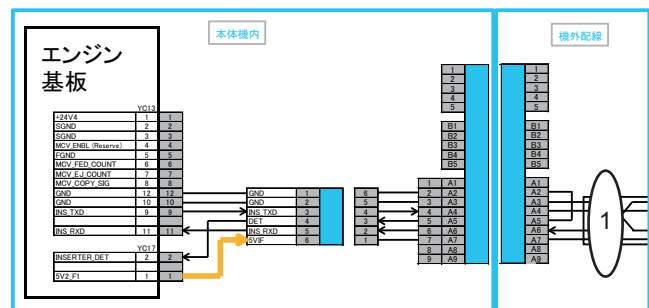 本体機内
機外配線
エンジン
基板
YC13
+24V4 1 1
SGND 2 2
SGND 3 3
MCV_ENBL (Reserve) 4 4
FGND 5 5
MCV_FED_COUNT 6 6
MCV_EJ_COUNT 7 7
MCV_COPY_SIG 8 8
GND 12 12
GND 10 10
INS_TXD 9 9
INS_RXD 11 11
YC17
INSERTER_DET 2 2
5V2_F1 1 1
GND 1
GND 2
INS_TXD 3
DET 4
INS_RXD 5
5VIF 6
6
5
4
3
2
1
1
2
3
4
5
B1
B2
B3
B4
B5
1 A1
2 A2
3 A3
4 A4
5 A5
6 A6
7 A7
8 A8
9 A9
1
2
3
4
5
B1
B2
B3
B4
B5
A1
A2
A3
A4
A5
A6
A7
A8
A9
1